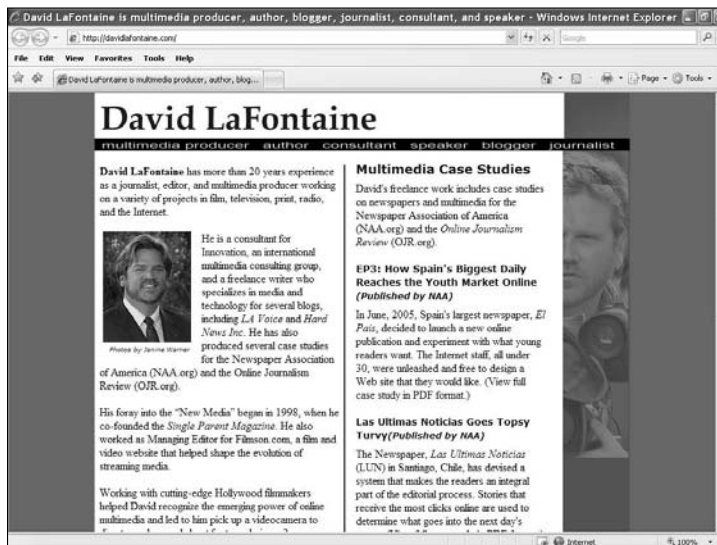 David LaFontaine is multimedia producer, author, blogger, journalist, consultant, and speaker - Windows Internet Explorer
http://davidlafontaine.com/
Google
File Edit View Favorites Tools Help
David LaFontaine is multimedia producer, author, blog...
Page Tools
David LaFontaine
multimedia producer author consultant speaker blogger journalist
David LaFontaine has more than 20 years experience
as a journalist, editor, and multimedia producer working
on a variety of projects in film, television, print, radio,
and the Internet.
He is a consultant for
Innovation, an international
multimedia consulting group,
and a freelance writer who
specializes in media and
technology for several blogs,
including LA Voice and Hard
News Inc. He has also
produced several case studies
for the Newspaper Association
Photos by Janine Warner
of America (NAA.org) and the Online Journalism
Review (OJR.org).
His foray into the “New Media” began in 1998, when he
co-founded the Single Parent Magazine. He also
worked as Managing Editor for Filmson.com, a film and
video website that helped shape the evolution of
streaming media.
Working with cutting-edge Hollywood filmmakers
helped David recognize the emerging power of online
multimedia and led to him pick up a videocamera to
Multimedia Case Studies
David's freelance work includes case studies
on newspapers and multimedia for the
Newspaper Association of America
(NAA.org) and the Online Journalism
Review (OJR.org).
EP3: How Spain's Biggest Daily
Reaches the Youth Market Online
(Published by NAA)
In June, 2005, Spain's largest newspaper, El
Pais, decided to launch a new online
publication and experiment with what young
readers want. The Internet staff, all under
30, were unleashed and free to design a
Web site that they would like. (View full
case study in PDF format.)
Las Ultimas Noticias Goes Topsy
Turvy(Published by NAA)
The Newspaper, Las Ultimas Noticias
(LUN) in Santiago, Chile, has devised a
system that makes the readers an integral
part of the editorial process. Stories that
receive the most clicks online are used to
determine what goes into the next day's
Internet 100%